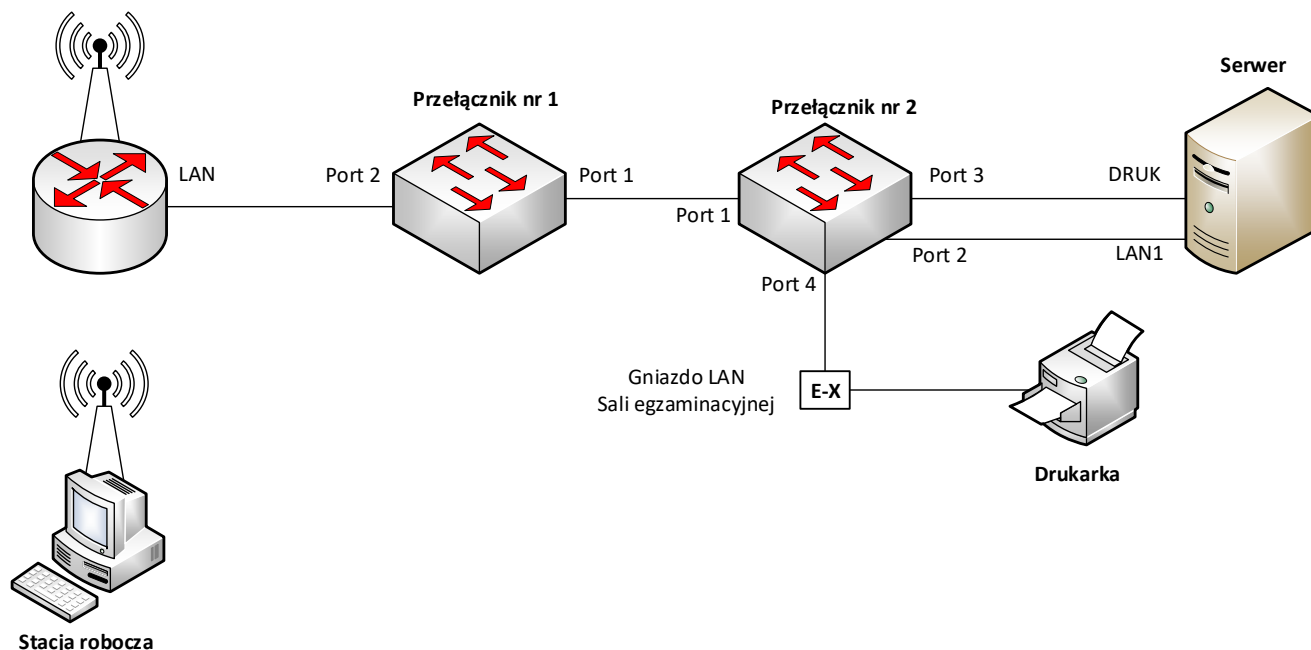 Serwer
Przełącznik nr 1
Przełącznik nr 2
LAN
Port 2
Port 1
Port 3
DRUK
Port 1
Port 2
LAN1
Port 4
Gniazdo LAN
Sali egzaminacyjnej
E-X
Drukarka
Stacja robocza